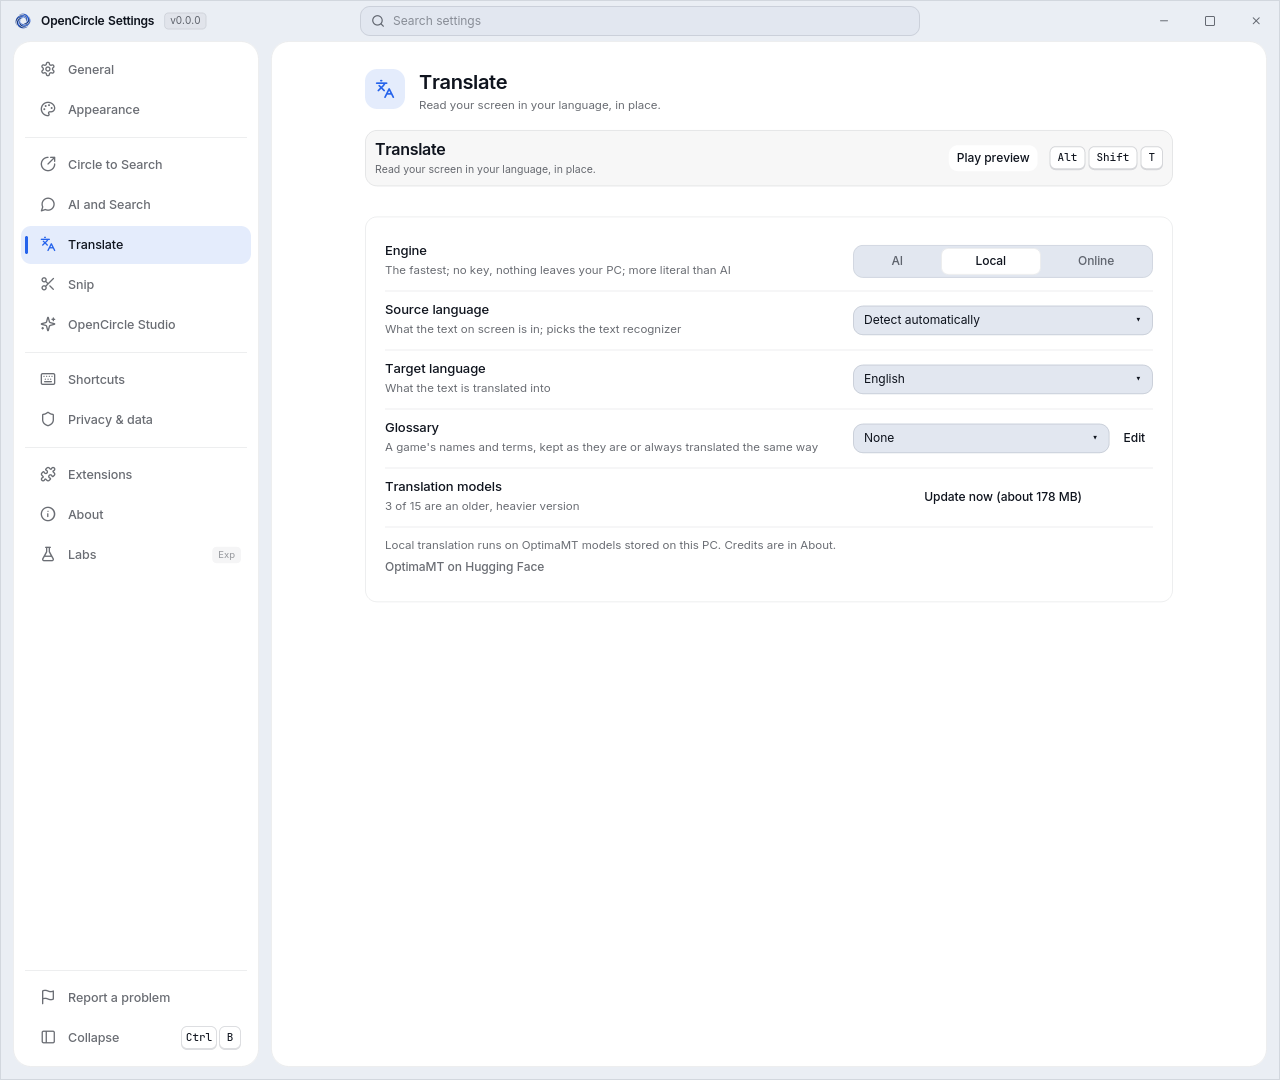 OpenCircle Settings
v0.0.0
Search settings
General
Appearance
Circle to Search
AI and Search
Translate
Snip
OpenCircle Studio
Shortcuts
Privacy & data
Extensions
About
Labs
Exp
Report a problem
Collapse
Ctrl
B
Translate
Read your screen in your language, in place.
Translate
Read your screen in your language, in place.
Play preview
Alt
Shift
T
Engine
The fastest; no key, nothing leaves your PC; more literal than AI
AI
Local
Online
Source language
What the text on screen is in; picks the text recognizer
Detect automatically
Target language
What the text is translated into
English
Glossary
A game's names and terms, kept as they are or always translated the same way
None
Edit
Translation models
3 of 15 are an older, heavier version
Update now (about 178 MB)
Local translation runs on OptimaMT models stored on this PC. Credits are in About.
OptimaMT on Hugging Face